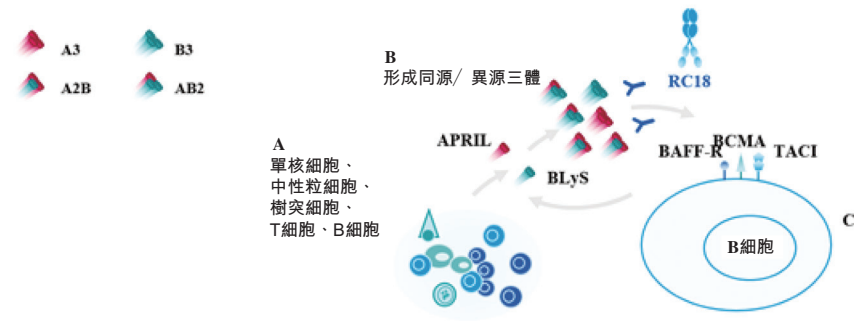 A3
B3
A2B
AB2
B
形成同源/ 異源三體
RC18
A
單核細胞、
中性粒細胞、
樹突細胞、
T細胞、B細胞
APRIL
BLyS
BAFF-R
BCMA
TACI
C
B細胞